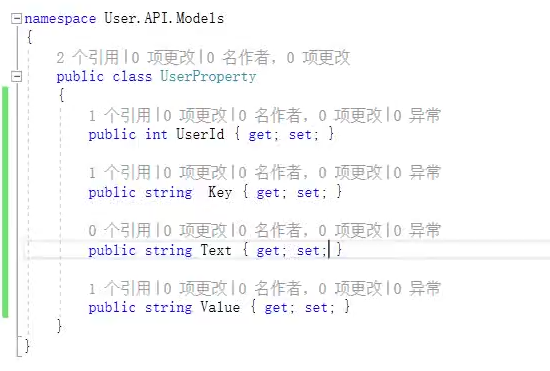 namespace User.API.Models
{
2 个引用|0 项更改|0 名作者，0 项更改
public class UserProperty
{
1 个引用|0 项更改|0 名作者，0 项更改|0 异常
public int UserId { get; set; }
1 个引用|0 项更改|0 名作者，0 项更改|0 异常
public string  Key { get; set; }
0 个引用|0 项更改|0 名作者，0 项更改|0 异常
public string Text { get; set; }
1 个引用|0 项更改|0 名作者，0 项更改|0 异常
public string Value { get; set; }
}
}